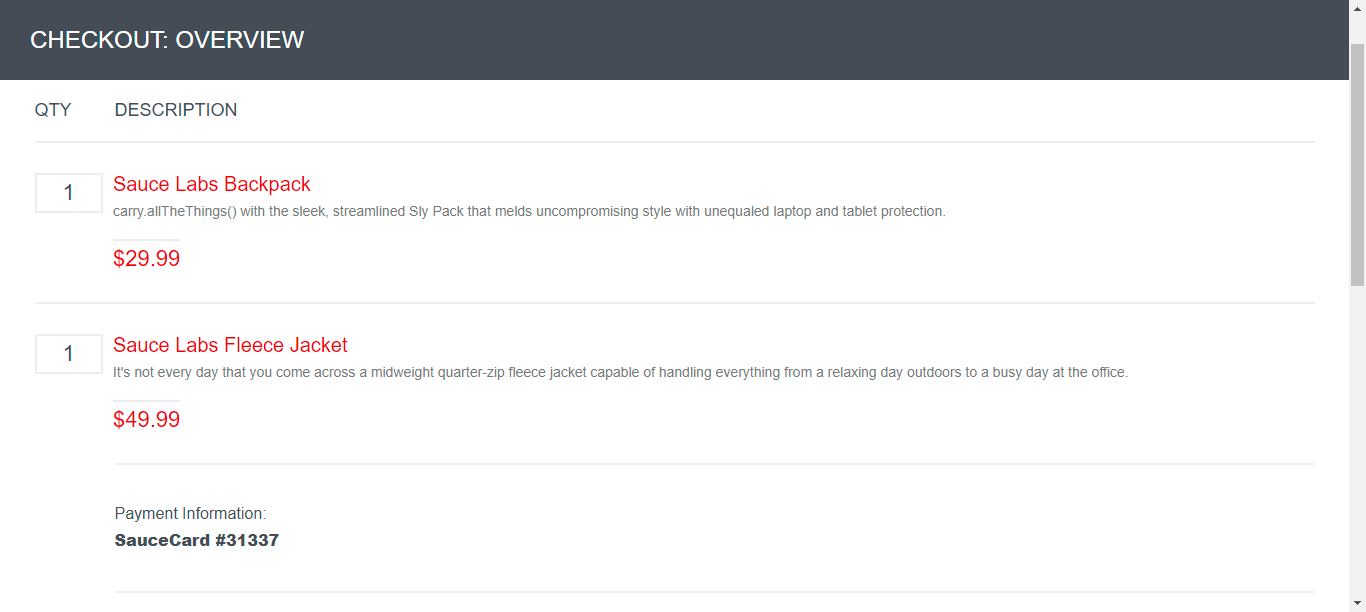 CHECKOUT: OVERVIEW
QTY DESCRIPTION
1 Sauce Labs Backpack
carry.allTheThings() with the sleek, streamlined Sly Pack that melds uncompromising style with unequaled laptop and tablet protection.
$29.99
1 Sauce Labs Fleece Jacket
It's not every day that you come across a midweight quarter-zip fleece jacket capable of handling everything from a relaxing day outdoors to a busy day at the office.
$49.99
Payment Information:
SauceCard #31337